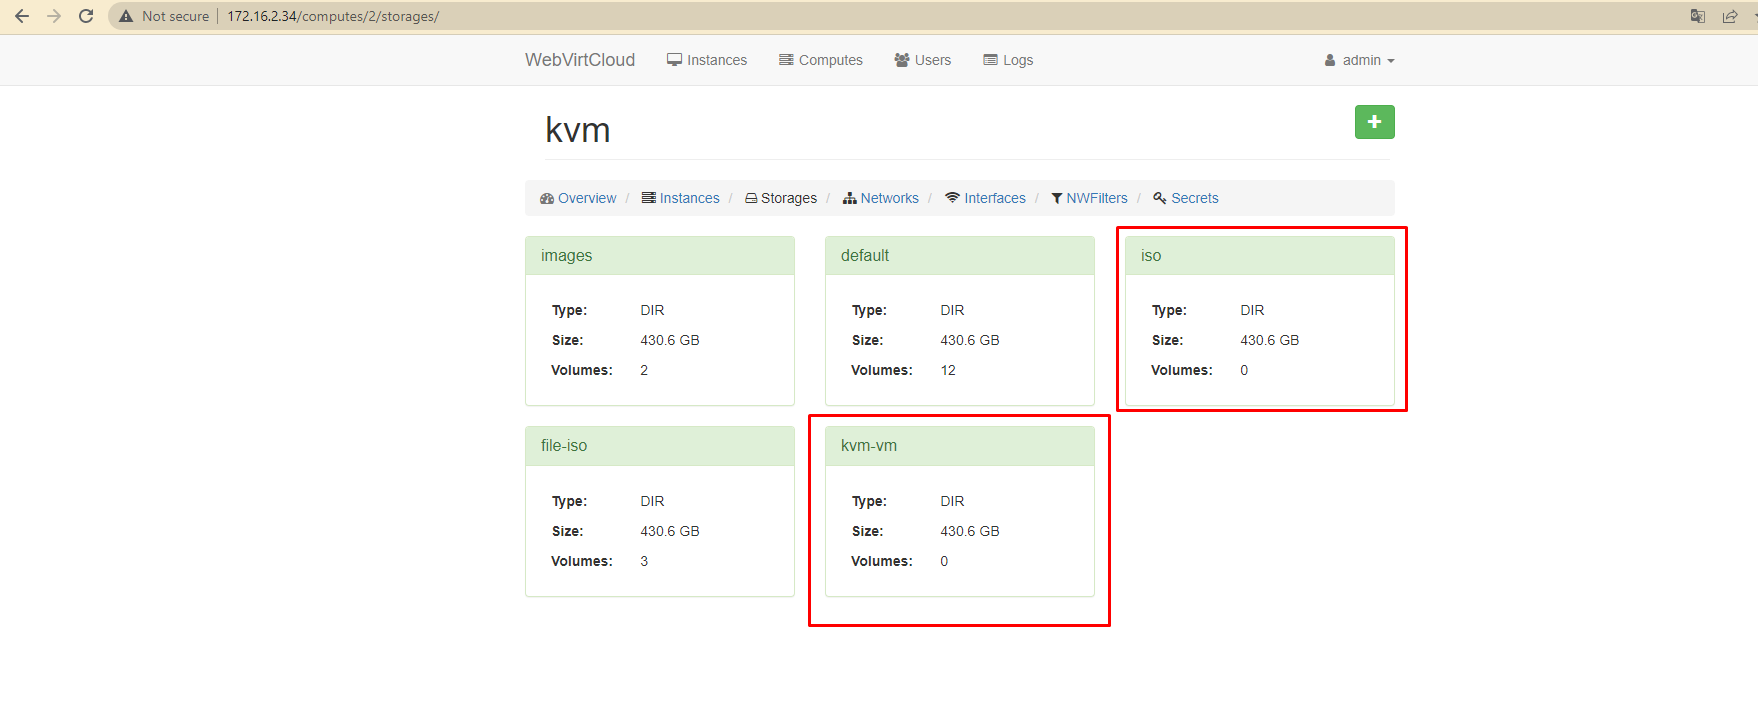 Not secure 172.16.2.34/computes/2/storages/
WebVirtCloud Instances Computes Users Logs admin
kvm
Overview / Instances / Storages / Networks / Interfaces / NWFilters / Secrets
images
Type: DIR
Size: 430.6 GB
Volumes: 2
default
Type: DIR
Size: 430.6 GB
Volumes: 12
iso
Type: DIR
Size: 430.6 GB
Volumes: 0
file-iso
Type: DIR
Size: 430.6 GB
Volumes: 3
kvm-vm
Type: DIR
Size: 430.6 GB
Volumes: 0